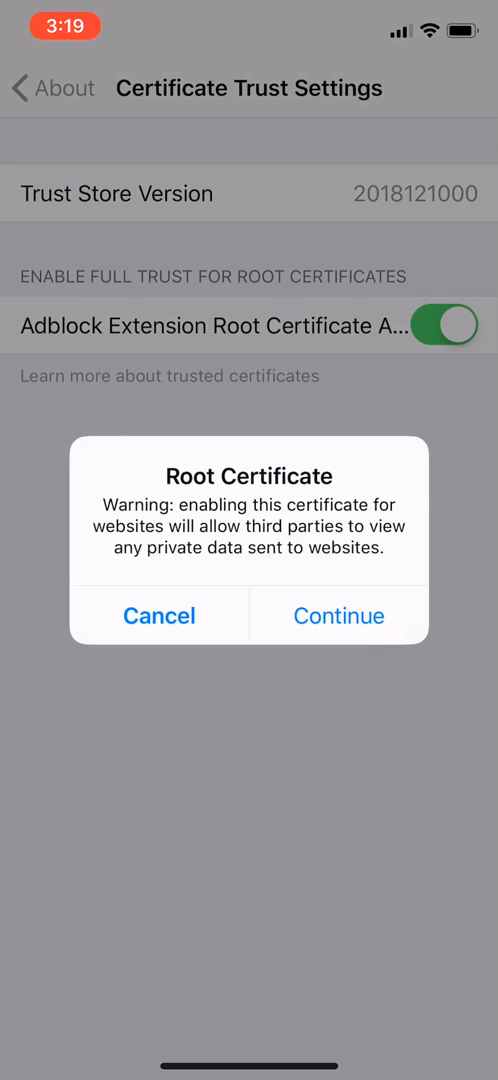 3:19
About
Certificate Trust Settings
Trust Store Version 2018121000
ENABLE FULL TRUST FOR ROOT CERTIFICATES
Adblock Extension Root Certificate A...
Learn more about trusted certificates
Root Certificate
Warning: enabling this certificate for
websites will allow third parties to view
any private data sent to websites.
Cancel
Continue